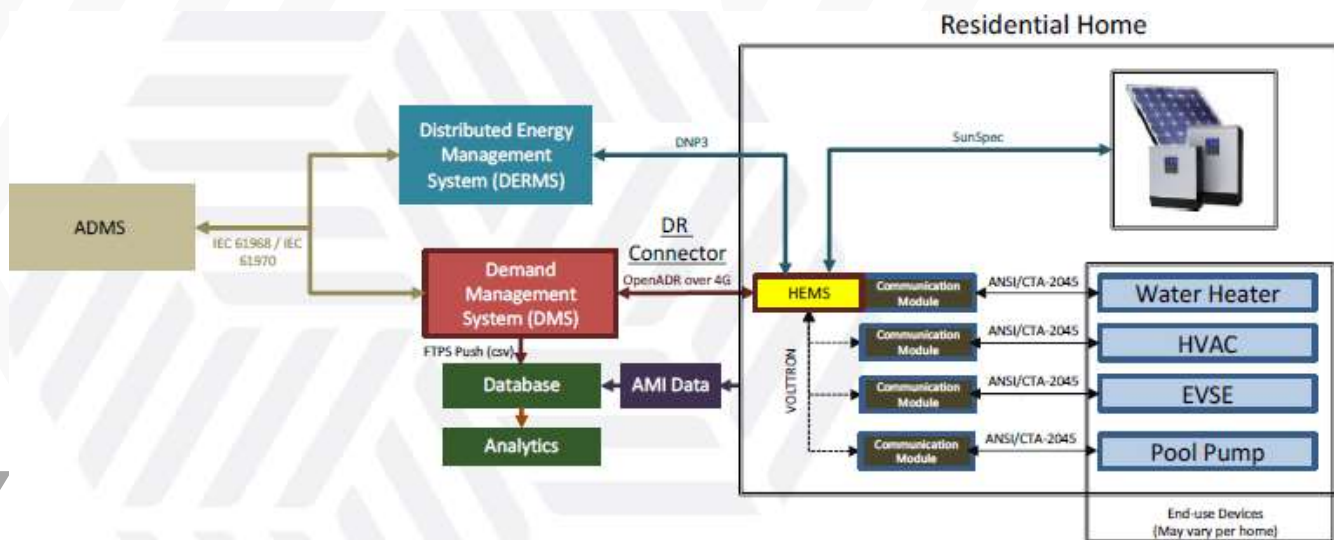 Residential Home
Distributed Energy
Management
System (DERMS)
DNP3
SunSpec
ADMS
IEC 61968 / IEC
61970
DR
Connector
OpenADR over 4G
Demand
Management
System (DMS)
HEMS
Communication
Module
ANSI/CTA-2045
Water Heater
Communication
Module
ANSI/CTA-2045
HVAC
FTPS Push (csv)
Database
AMI Data
VOLTTRON
Communication
Module
ANSI/CTA-2045
EVSE
Analytics
Communication
Module
ANSI/CTA-2045
Pool Pump
End-use Devices
(May vary per home)